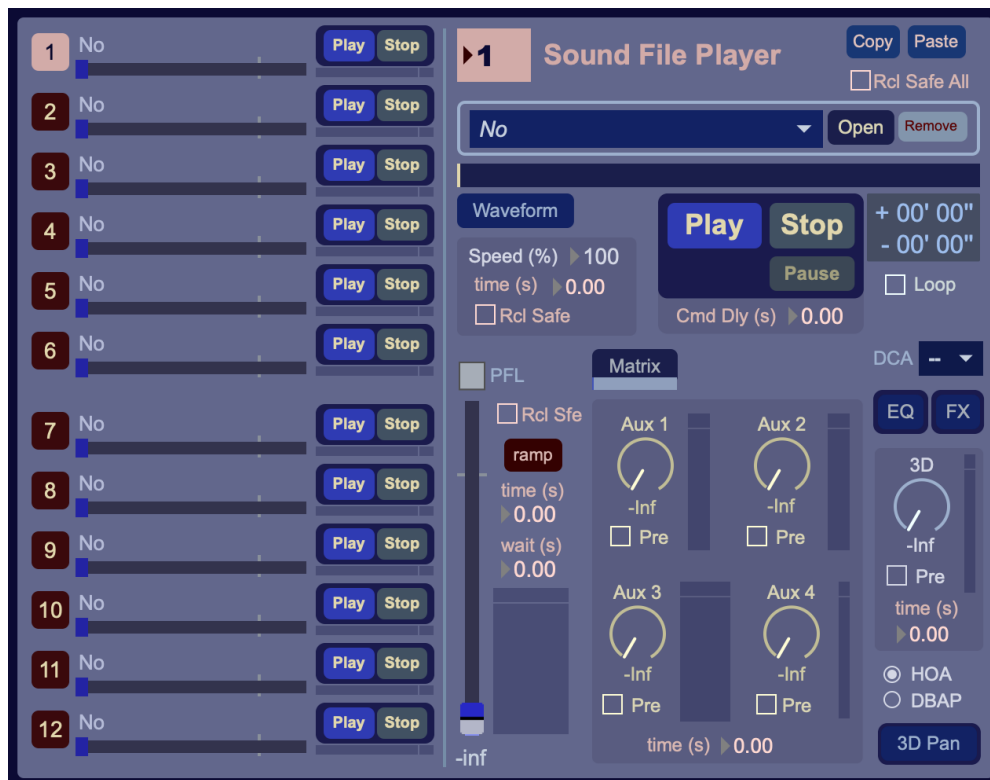 1 No Play Stop
2 No Play Stop
3 No Play Stop
4 No Play Stop
5 No Play Stop
6 No Play Stop
7 No Play Stop
8 No Play Stop
9 No Play Stop
10 No Play Stop
11 No Play Stop
12 No Play Stop
1 Sound File Player Copy Paste
Rcl Safe All
No Open Remove
Waveform
Speed (%) 100
time (s) 0.00
Rcl Safe
Play Stop
Pause
Cmd Dly (s) 0.00
+ 00' 00"
- 00' 00"
Loop
PFL
Rcl Sfe
ramp
time (s)
0.00
wait (s)
0.00
-inf
Matrix
Aux 1 Aux 2
-Inf -Inf
Pre Pre
Aux 3 Aux 4
-Inf -Inf
Pre Pre
time (s) 0.00
DCA --
EQ FX
3D
-Inf
Pre
time (s)
0.00
HOA
DBAP
3D Pan